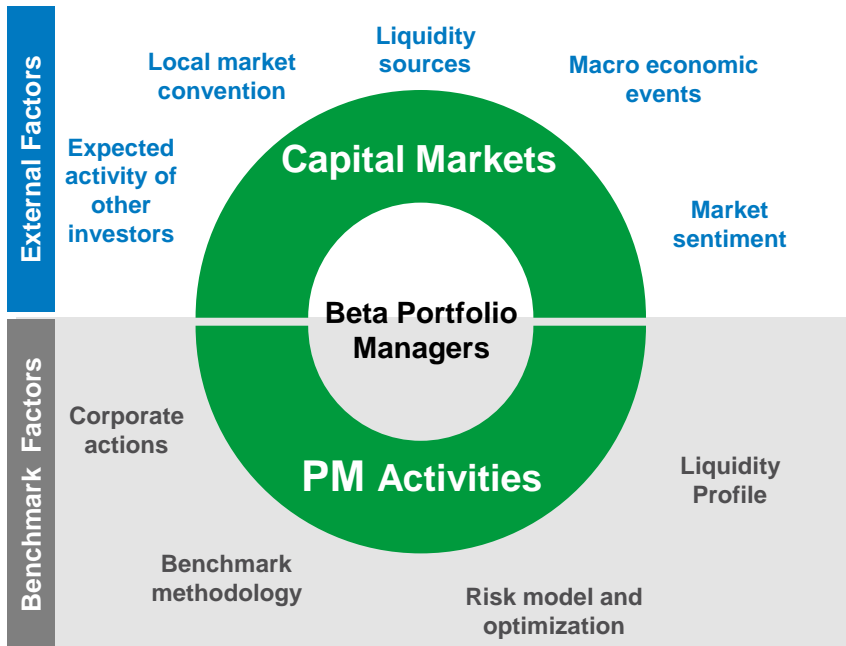 External Factors
Liquidity
sources
Local market
convention
Macro economic
events
Expected
activity of
other
investors
Capital Markets
Market
sentiment
Beta Portfolio
Managers
Benchmark Factors
Corporate
actions
PM Activities
Liquidity
Profile
Benchmark
methodology
Risk model and
optimization